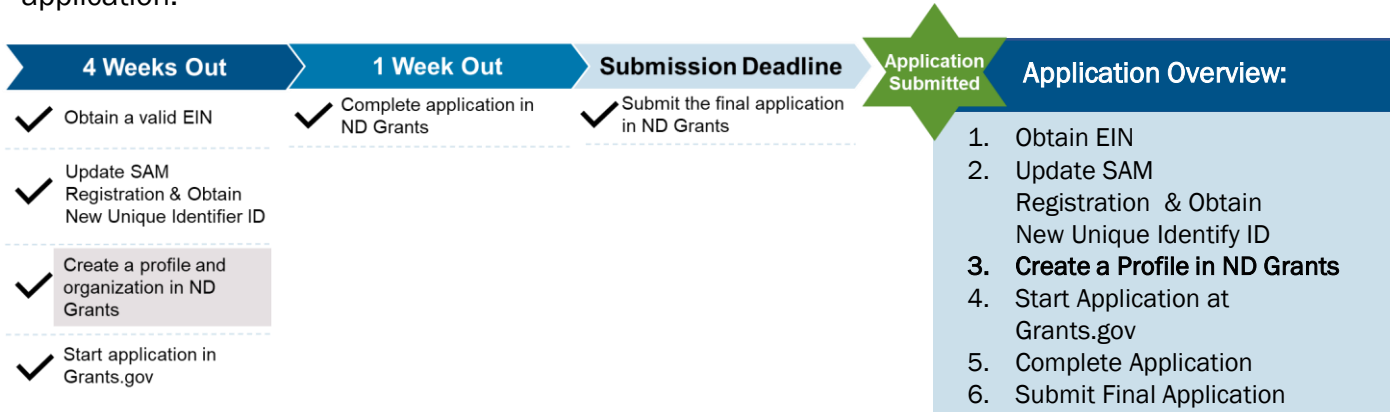 application:
4 Weeks Out
1 Week Out
Submission Deadline
Application
Submitted
Obtain a valid EIN
Update SAM
Registration & Obtain
New Unique Identifier ID
Create a profile and
organization in ND
Grants
Start application in
Grants.gov
Complete application in
ND Grants
Submit the final application
in ND Grants
Application Overview:
1. Obtain EIN
2. Update SAM
Registration & Obtain
New Unique Identify ID
3. Create a Profile in ND Grants
4. Start Application at
Grants.gov
5. Complete Application
6. Submit Final Application